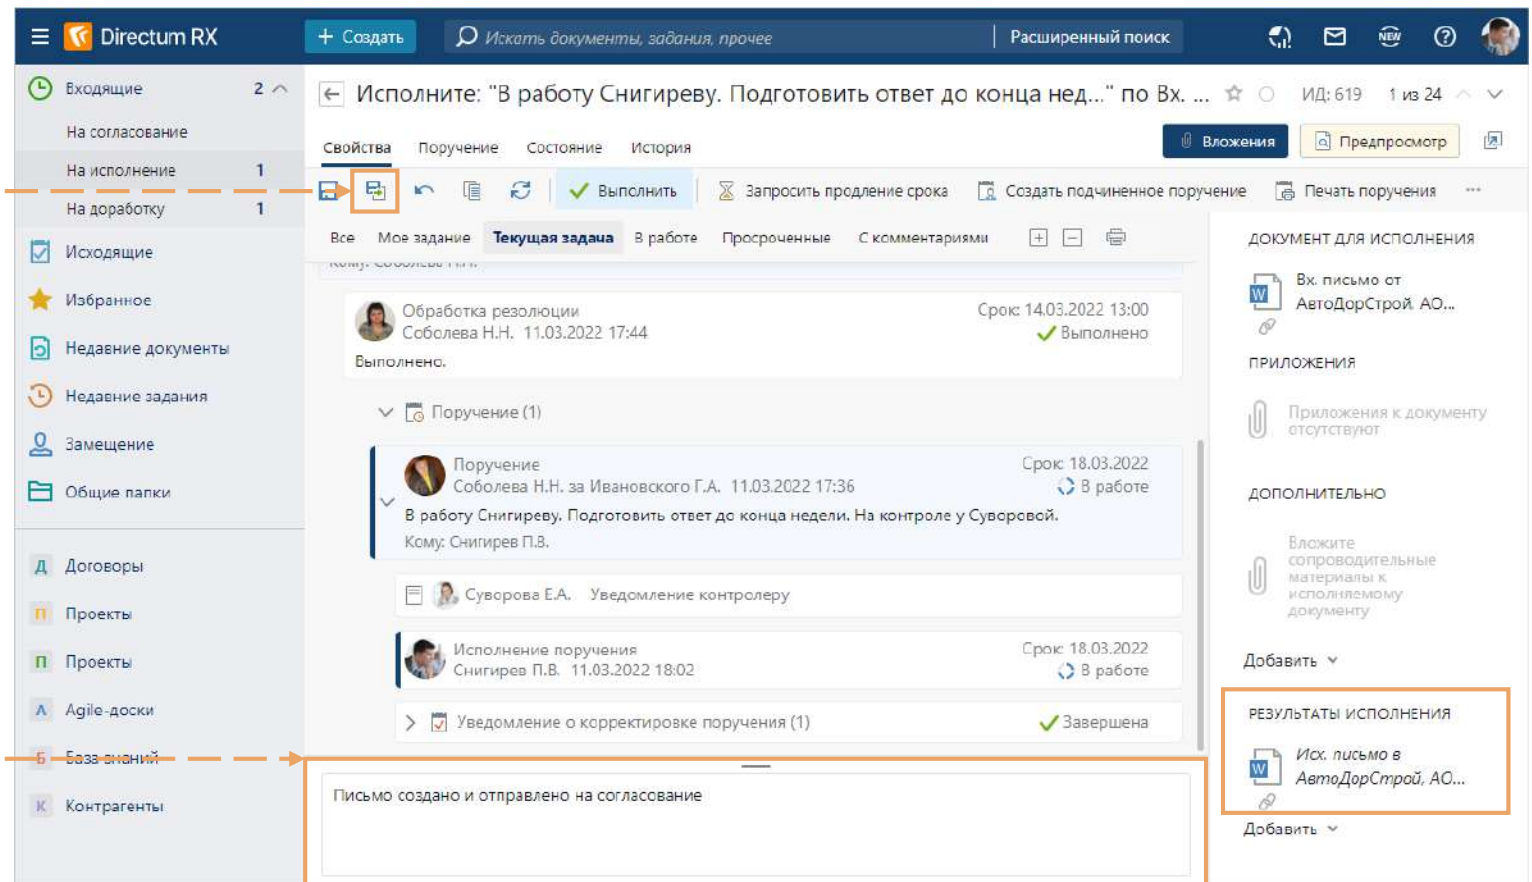 Directum RX
+ Создать
Искать документы, задания, прочее
Расширенный поиск
NEW
Входящие 2
На согласование
На исполнение 1
На доработку 1
Исходящие
Избранное
Недавние документы
Недавние задания
Замещение
Общие папки
Д Договоры
П Проекты
П Проекты
A Agile-доски
Б База знаний
К Контрагенты
Исполните: "В работу Снигиреву. Подготовить ответ до конца нед..." по Вх. ...
ИД: 619 1 из 24
Свойства Поручение Состояние История
Вложения
Предпросмотр
Выполнить
Запросить продление срока
Создать подчиненное поручение
Печать поручения ...
Все Мое задание Текущая задача В работе Просроченные С комментариями
Кому: Соболева Н.Н.
Обработка резолюции Срок: 14.03.2022 13:00
Соболева Н.Н. 11.03.2022 17:44 Выполнено
Выполнено.
Поручение (1)
Поручение Срок: 18.03.2022
Соболева Н.Н. за Ивановского Г.А. 11.03.2022 17:36 В работе
В работу Снигиреву. Подготовить ответ до конца недели. На контроле у Суворовой.
Кому: Снигирев П.В.
Суворова Е.А. Уведомление контролеру
Исполнение поручения Срок: 18.03.2022
Снигирев П.В. 11.03.2022 18:02 В работе
Уведомление о корректировке поручения (1) Завершена
Письмо создано и отправлено на согласование
ДОКУМЕНТ ДЛЯ ИСПОЛНЕНИЯ
Вх. письмо от
АвтоДорСтрой, АО...
ПРИЛОЖЕНИЯ
Приложения к документу
отсутствуют
ДОПОЛНИТЕЛЬНО
Вложите
сопроводительные
материалы к
исполняемому
документу
Добавить
РЕЗУЛЬТАТЫ ИСПОЛНЕНИЯ
Исх. письмо в
АвтоДорСтрой, АО...
Добавить